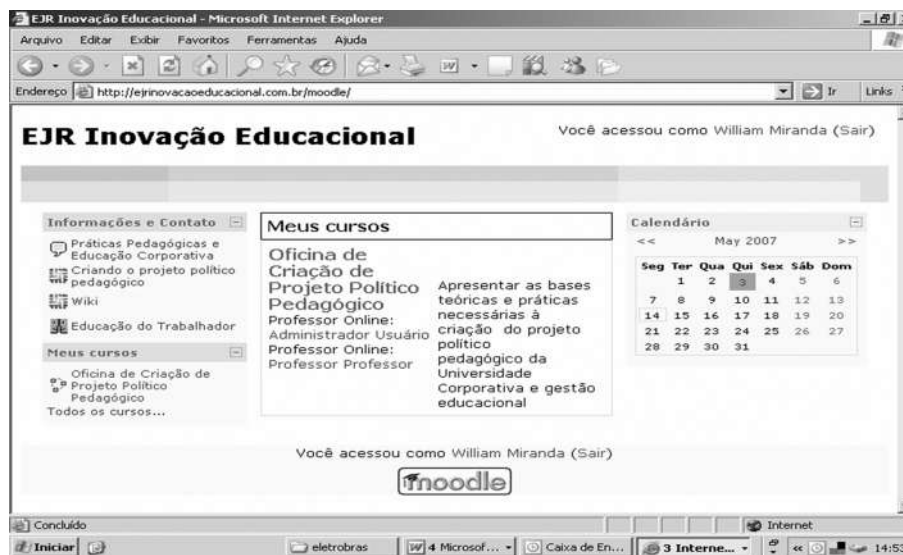 EJR Inovação Educacional - Microsoft Internet Explorer
Arquivo Editar Exibir Favoritos Ferramentas Ajuda
Endereço http://ejrinovacaoeducacional.com.br/moodle/ Ir Links
EJR Inovação Educacional
Você acessou como William Miranda (Sair)
Informações e Contato
Práticas Pedagógicas e
Educação Corporativa
Criando o projeto político
pedagógico
Wiki
Educação do Trabalhador
Meus cursos
Oficina de Criação de
Projeto Político
Pedagógico
Todos os cursos...
Meus cursos
Oficina de
Criação de
Projeto Político
Pedagógico
Professor Online:
Administrador Usuário
Professor Online:
Professor Professor
Apresentar as bases
teóricas e práticas
necessárias à
criação do projeto
político
pedagógico da
Universidade
Corporativa e gestão
educacional
Calendário
<< May 2007 >>
Seg Ter Qua Qui Sex Sáb Dom
1 2 3 4 5 6
7 8 9 10 11 12 13
14 15 16 17 18 19 20
21 22 23 24 25 26 27
28 29 30 31
Você acessou como William Miranda (Sair)
moodle
Concluído Internet
Iniciar eletrobras 4 Microsof... Caixa de En... 3 Interne... « 14:53